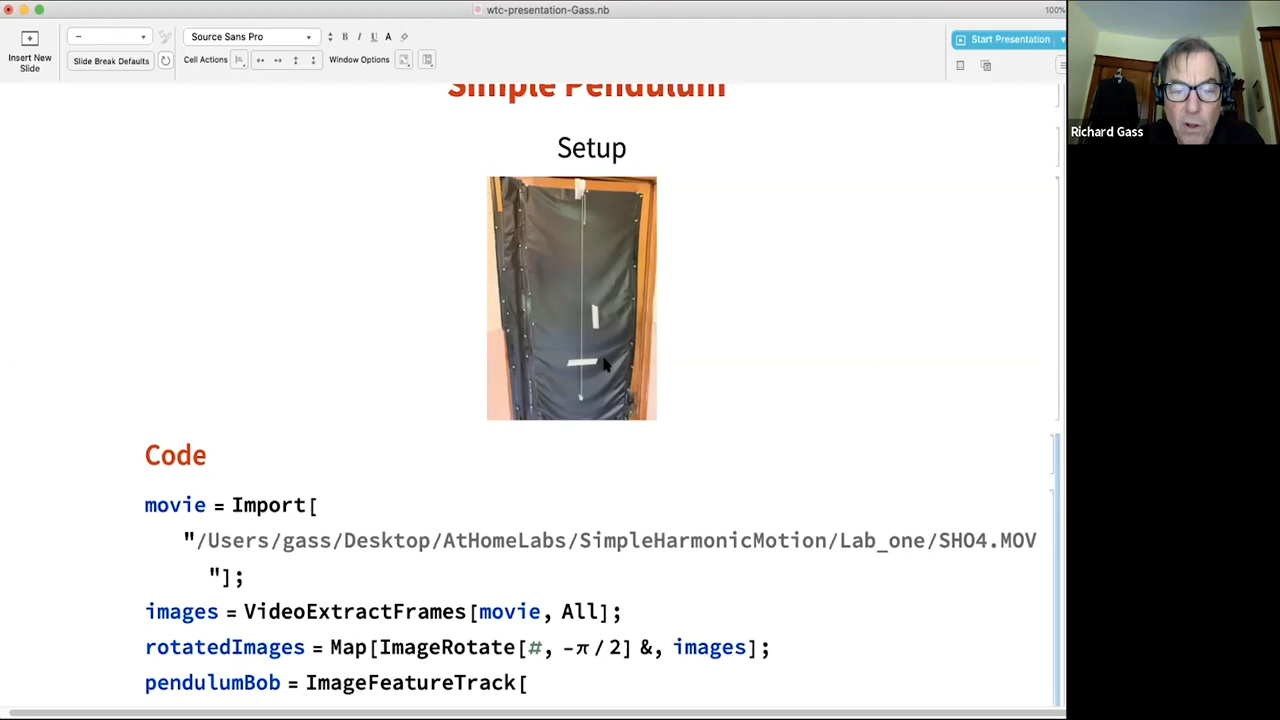 wtc-presentation-Gass.nb
100%
Insert New
Slide
Slide Break Defaults
Source Sans Pro
B I U A
Cell Actions
Window Options
Start Presentation
Richard Gass
Simple Pendulum
Setup
Code
movie = Import[
"/Users/gass/Desktop/AtHomeLabs/SimpleHarmonicMotion/Lab_one/SHO4.MOV
"];
images = VideoExtractFrames[movie, All];
rotatedImages = Map[ImageRotate[#, -π/2] &, images];
pendulumBob = ImageFeatureTrack[